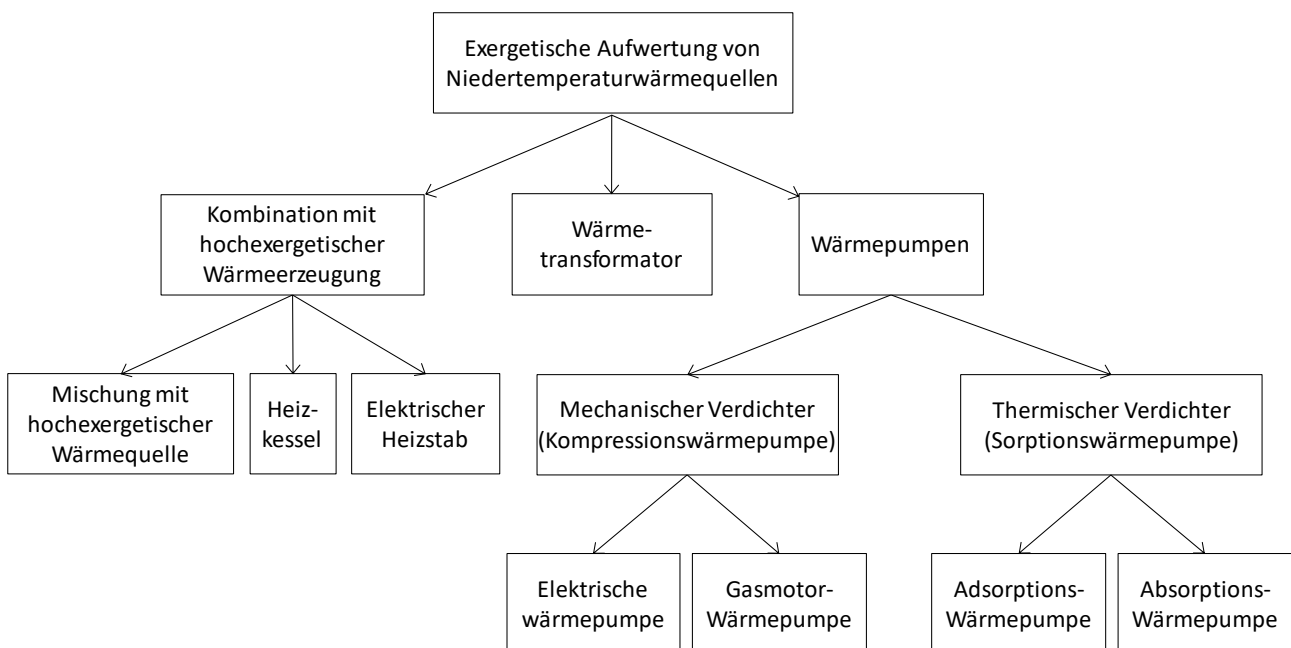 Exergetische Aufwertung von
Niedertemperaturwärmequellen
Kombination mit
hochexergetischer
Wärmeerzeugung
Wärme-
transformator
Wärmepumpen
Mischung mit
hochexergetischer
Wärmequelle
Heiz-
kessel
Elektrischer
Heizstab
Mechanischer Verdichter
(Kompressionswärmepumpe)
Thermischer Verdichter
(Sorptionswärmepumpe)
Elektrische
wärmepumpe
Gasmotor-
Wärmepumpe
Adsorptions-
Wärmepumpe
Absorptions-
Wärmepumpe